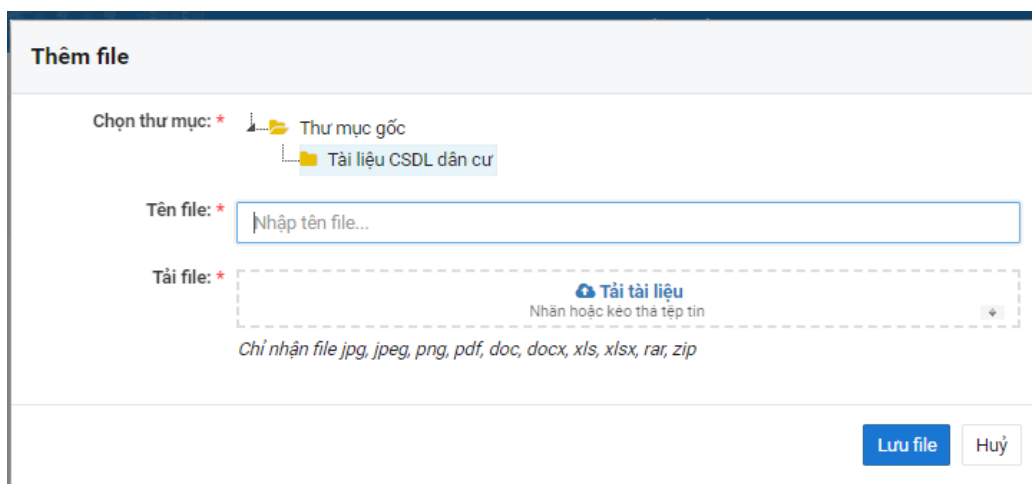 Thêm file
Chọn thư mục: *
Thư mục gốc
Tài liệu CSDL dân cư
Tên file: *
Nhập tên file...
Tải file: *
Tải tài liệu
Nhấn hoặc kéo thả tệp tin
Chỉ nhận file jpg, jpeg, png, pdf, doc, docx, xls, xlsx, rar, zip
Lưu file
Huỷ